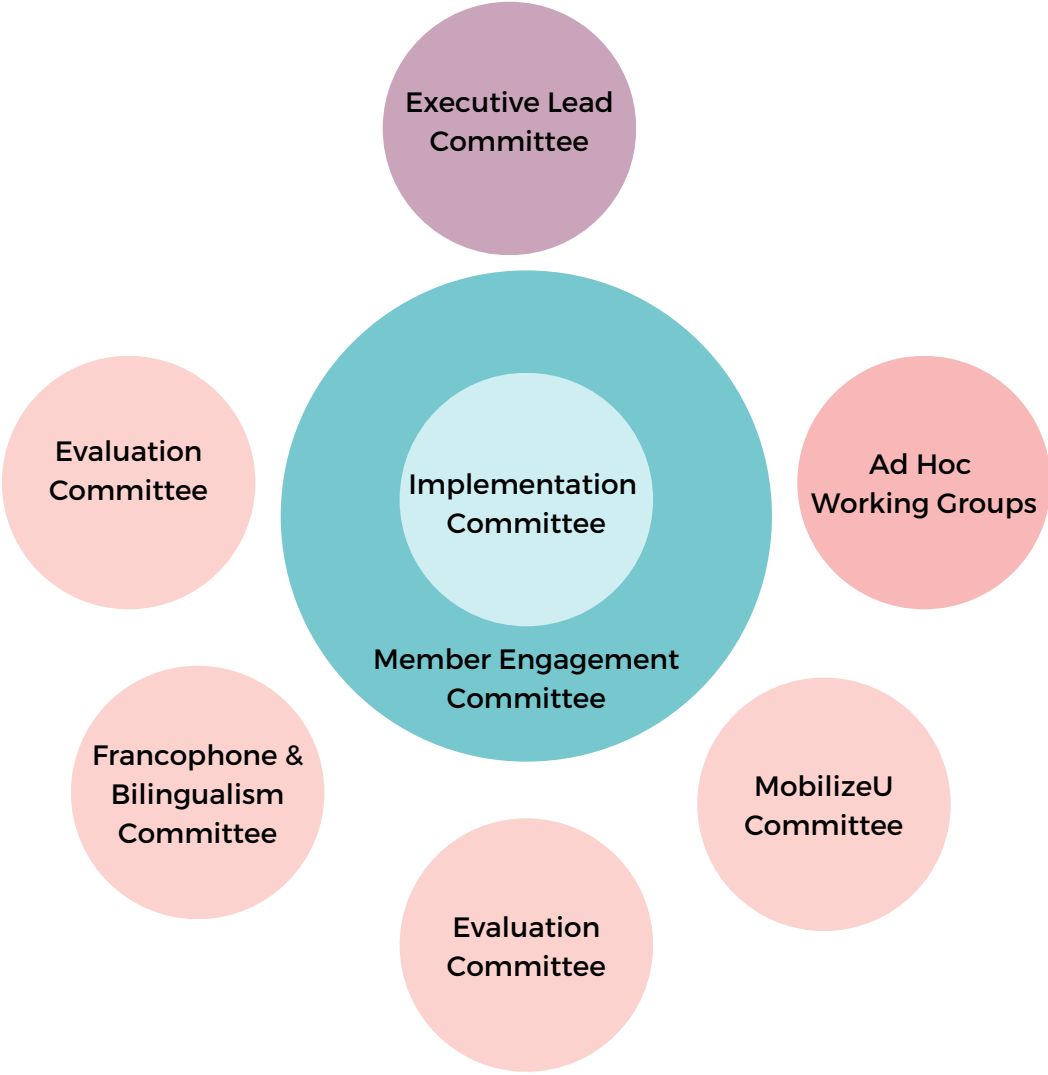 Executive Lead
Committee
Evaluation
Committee
Implementation
Committee
Ad Hoc
Working Groups
Member Engagement
Committee
Francophone &
Bilingualism
Committee
MobilizeU
Committee
Evaluation
Committee